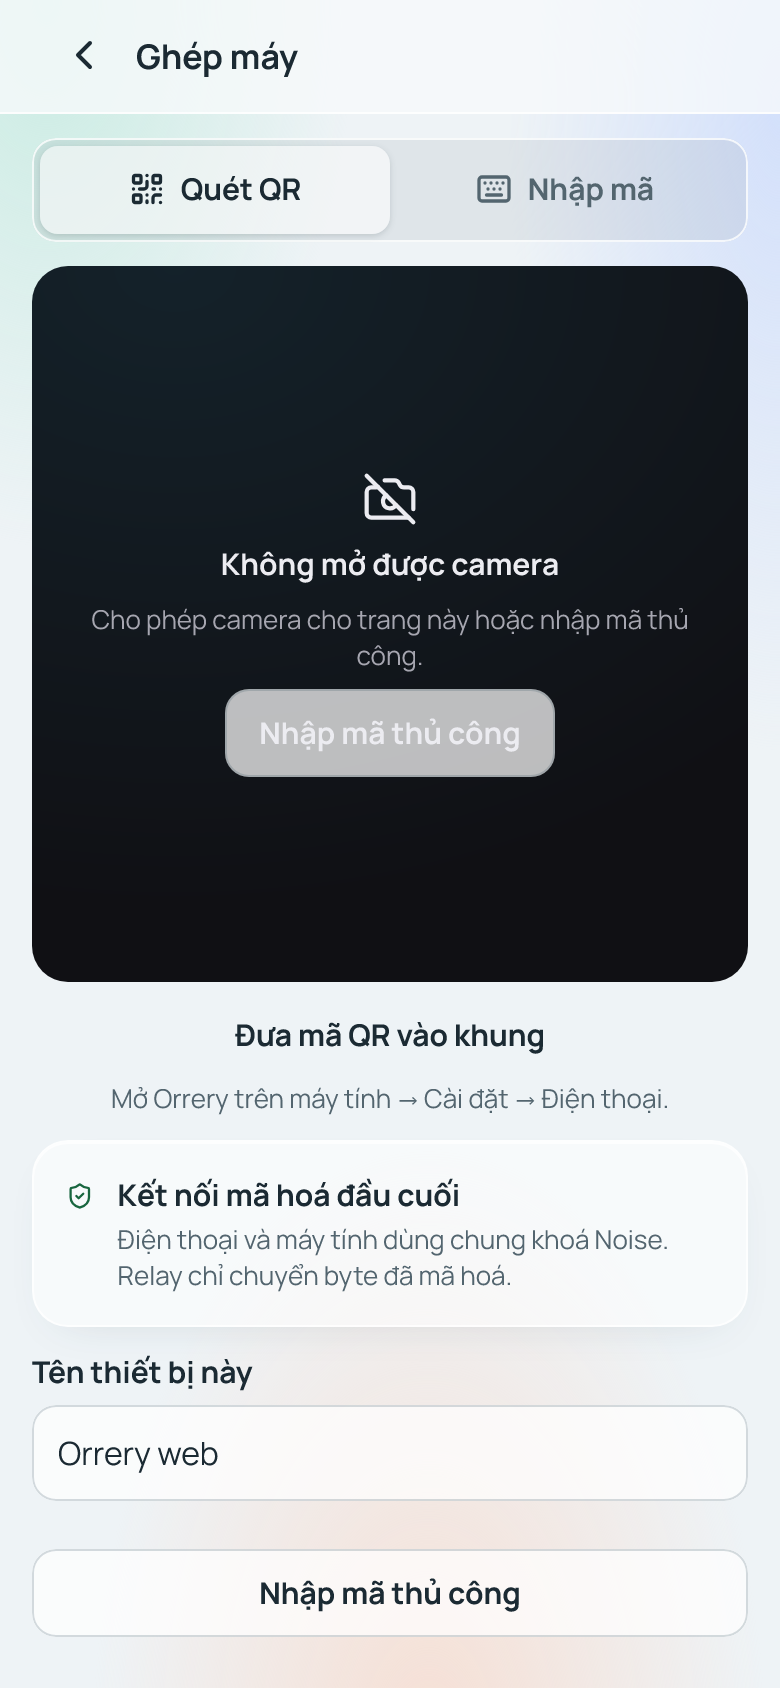 Ghép máy
Quét QR
Nhập mã
Không mở được camera
Cho phép camera cho trang này hoặc nhập mã thủ
công.
Nhập mã thủ công
Đưa mã QR vào khung
Mở Orrery trên máy tính → Cài đặt → Điện thoại.
Kết nối mã hoá đầu cuối
Điện thoại và máy tính dùng chung khoá Noise.
Relay chỉ chuyển byte đã mã hoá.
Tên thiết bị này
Orrery web
Nhập mã thủ công